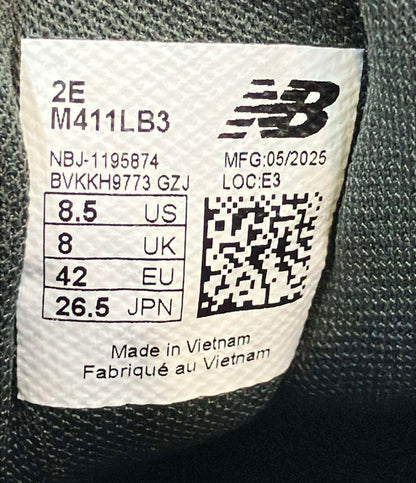 2E
M411LB3
NB
NBJ-1195874 MFG:05/2025
BVKKH9773 GZJ LOC:E3
8.5 US
8 UK
42 EU
26.5 JPN
Made in Vietnam
Fabriqué au Vietnam